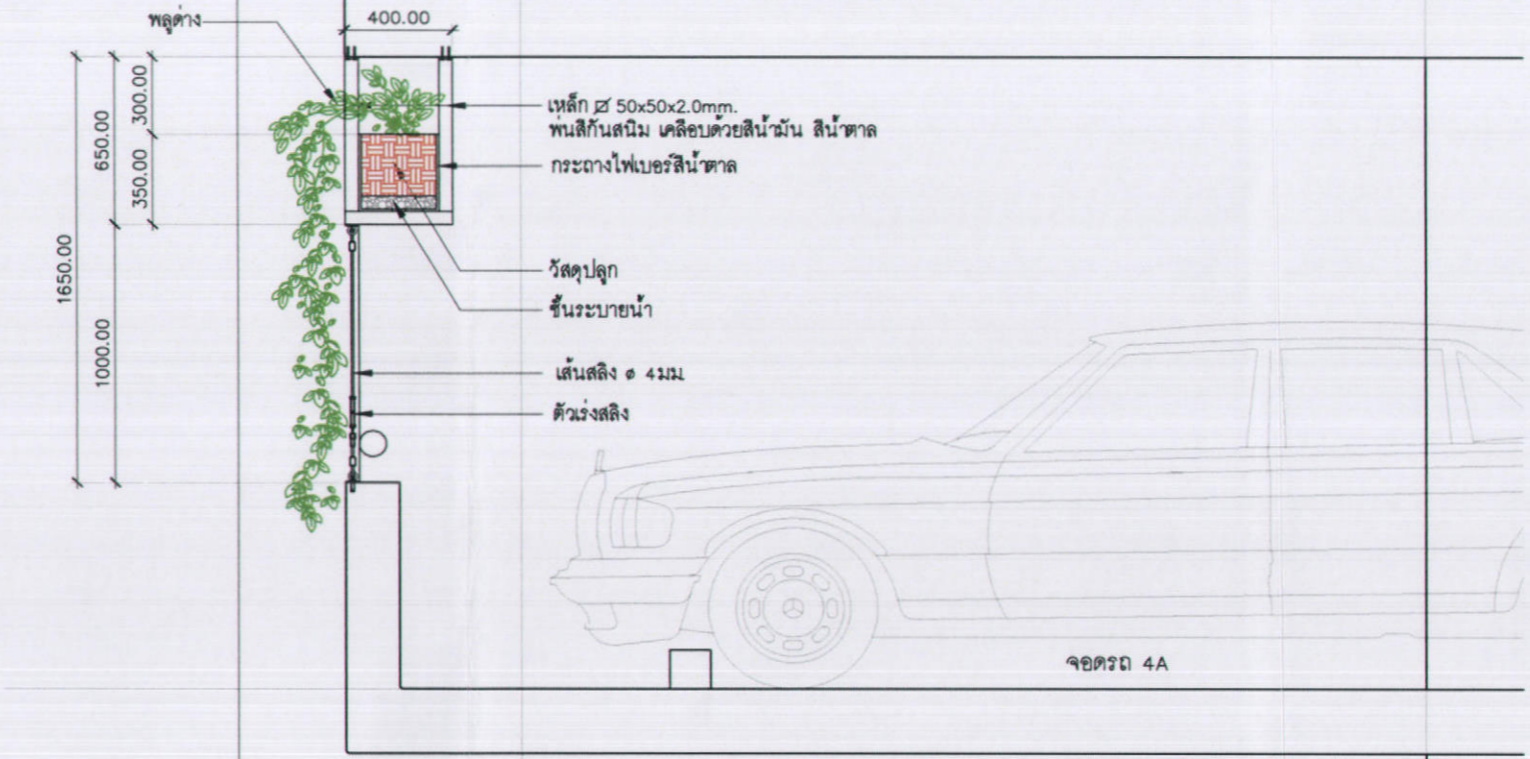 พลูด่าง
400.00
300.00
650.00
350.00
1650.00
1000.00
เหล็ก ⌷ 50x50x2.0mm.
พ่นสีกันสนิม เคลือบด้วยสีน้ำมัน สีน้ำตาล
กระถางไฟเบอร์สีน้ำตาล
วัสดุปลูก
ชั้นระบายน้ำ
เส้นสลิง ø 4มม.
ตัวเร่งสลิง
จอดรถ 4A